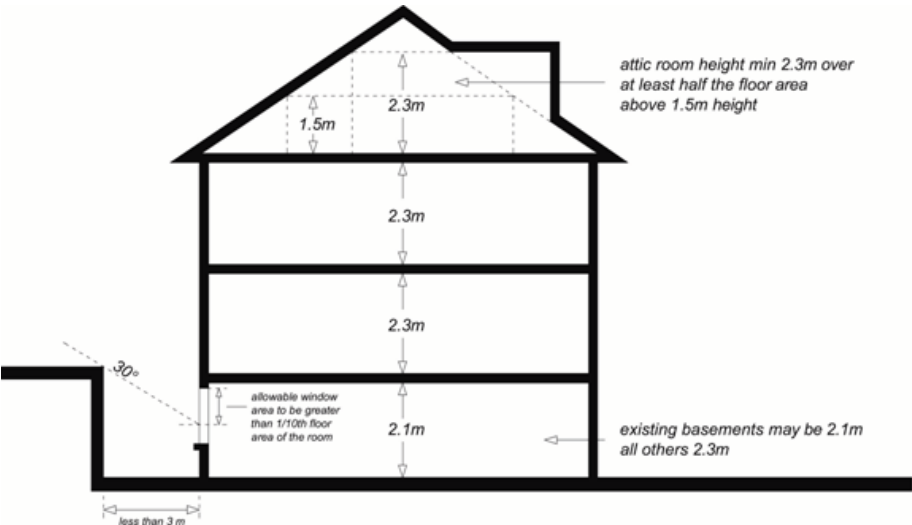 attic room height min 2.3m over
at least half the floor area
above 1.5m height
2.3m
1.5m
2.3m
2.3m
30°
allowable window
area to be greater
than 1/10th floor
area of the room
2.1m
existing basements may be 2.1m
all others 2.3m
less than 3 m